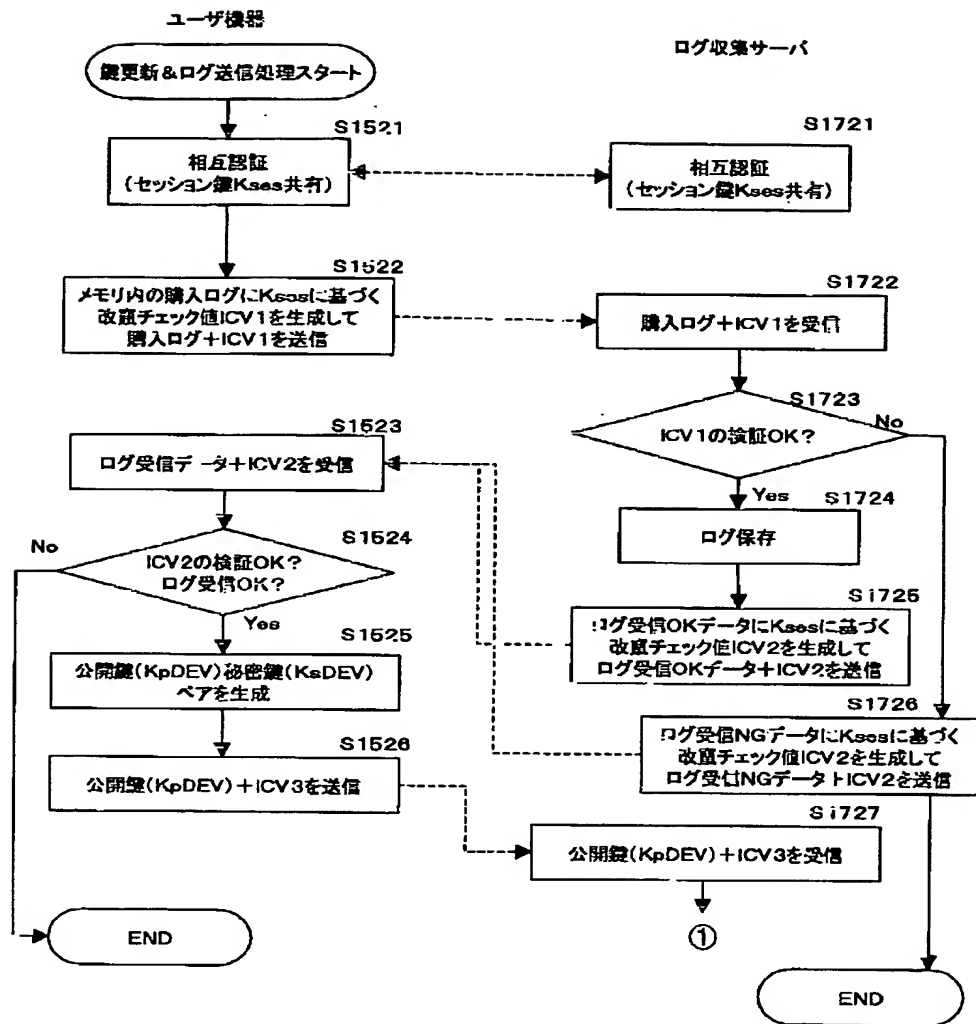 ユーザ機器
ログ収集サーバ
鍵更新&ログ送信処理スタート
S1521
相互認証
(セッション鍵Kses共有)
S1721
相互認証
(セッション鍵Kses共有)
S1522
メモリ内の購入ログにKsesに基づく
改竄チェック値ICV1を生成して
購入ログ+ICV1を送信
S1722
購入ログ+ICV1を受信
S1723
ICV1の検証OK?
No
Yes
S1523
ログ受信データ+ICV2を受信
S1724
ログ保存
S1524
ICV2の検証OK?
ログ受信OK?
No
Yes
S1725
ログ受信OKデータにKsesに基づく
改竄チェック値ICV2を生成して
ログ受信OKデータ+ICV2を送信
S1525
公開鍵(KpDEV)秘密鍵(KsDEV)
ペアを生成
S1726
ログ受信NGデータにKsesに基づく
改竄チェック値ICV2を生成して
ログ受信NGデータ+ICV2を送信
S1526
公開鍵(KpDEV)+ICV3を送信
S1727
公開鍵(KpDEV)+ICV3を受信
①
END
END